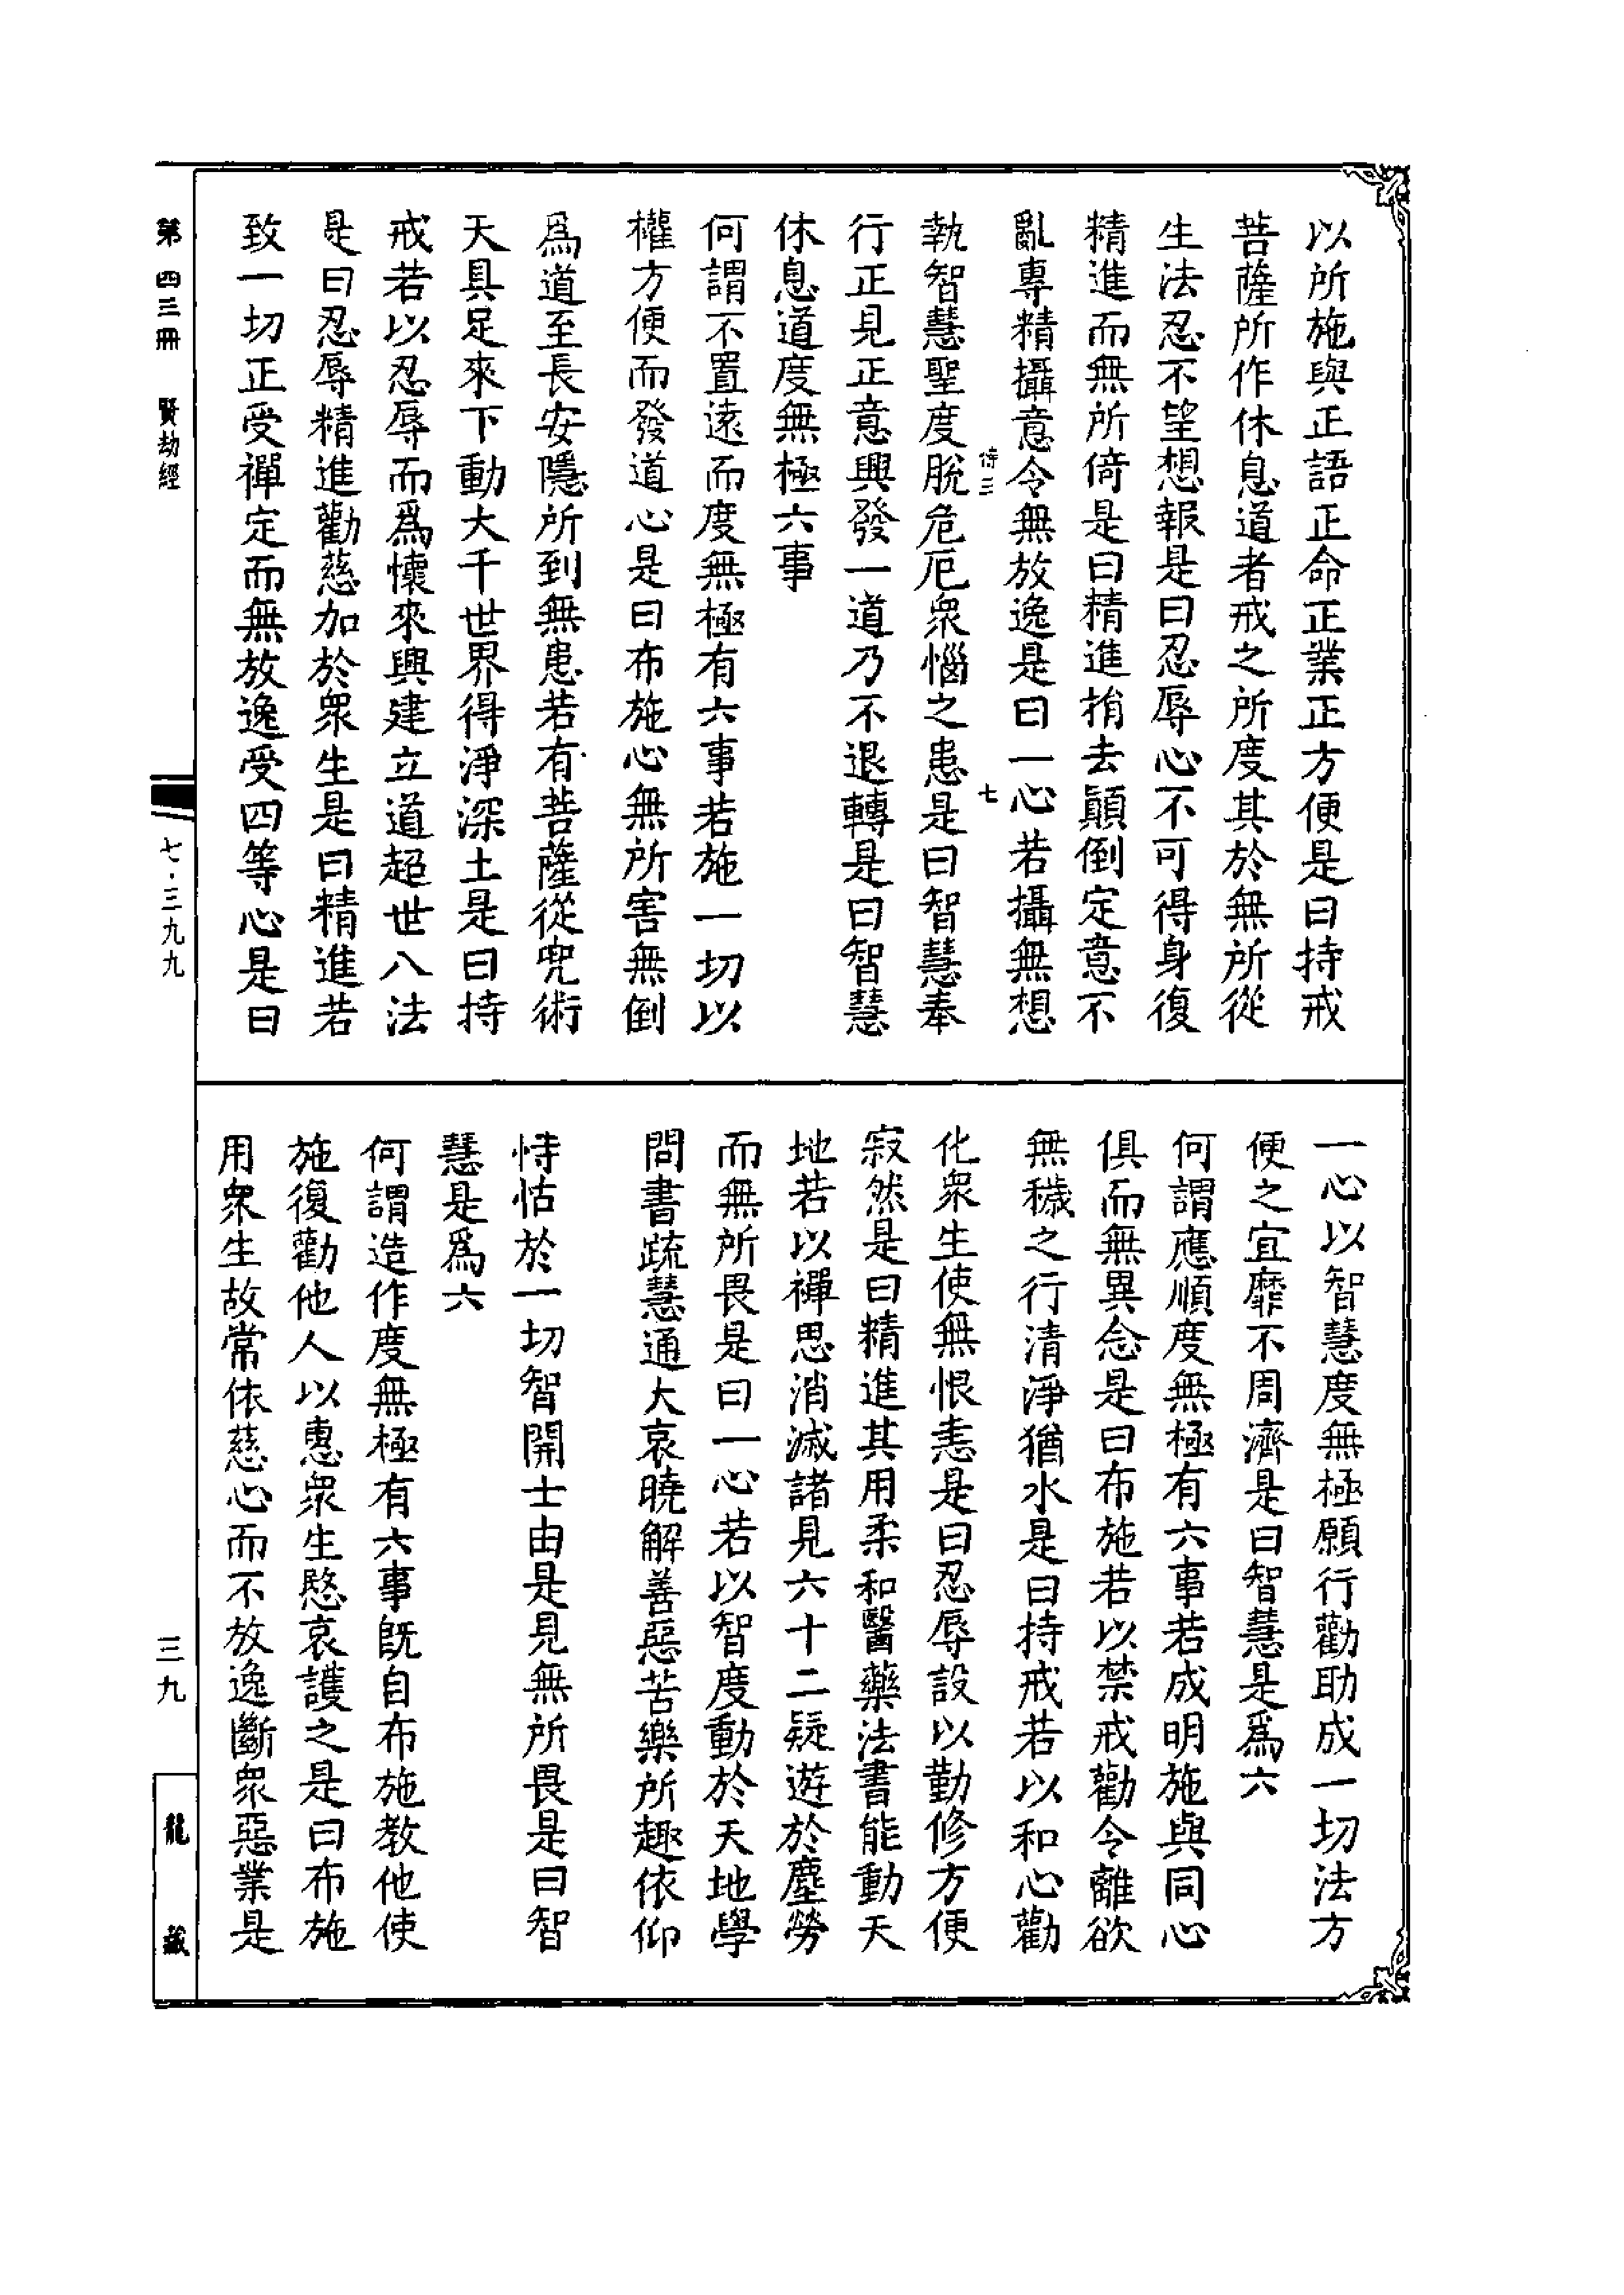 以所施與正語正命正業正方便是曰持戒
菩薩所作休息道者戒之所度其於無所從
生法忍不望想報是曰忍辱心不可得身復
精進而無所倚是曰精進捐去顛倒定意不
亂專精攝意令無放逸是曰一心若攝無想
七
執智慧聖度脫危厄衆惱之患是曰智慧奉
行正見正意興發一道乃不退轉是曰智慧
休息道度無極六事
何謂不置遠而度無極有六事若施一切以
權方便而發道心是曰布施心無所害無倒
爲道至長安隱所到無患若有菩薩從兜術
天具足來下動大千世界得淨深土是曰持
戒若以忍辱而爲懷來興建立道超世八法
是曰忍辱精進勸慈加於衆生是曰精進若
致一切正受禪定而無放逸受四等心是曰
一心以智慧度無極願行勸助成一切法方
便之宜靡不周濟是曰智慧是爲六
何謂應順度無極有六事若成明施與同心
俱而無異念是曰布施若以禁戒勸令離欲
無穢之行清淨猶水是曰持戒若以和心勸
化衆生使無恨恚是曰忍辱設以勤修方便
寂然是曰精進其用柔和醫藥法書能動天
地若以禪思消滅諸見六十二疑遊於塵勞
而無所畏是曰一心若以智度動於天地學
問書疏慧通大哀曉解善惡苦樂所趣依仰
恃怙於一切智開士由是見無所畏是曰智
慧是爲六
何謂造作度無極有六事旣自布施教他使
施復勸他人以惠衆生愍哀護之是曰布施
用衆生故常依慈心而不放逸斷衆惡業是
第四三冊 賢劫經
七·三九九
三九
龍藏